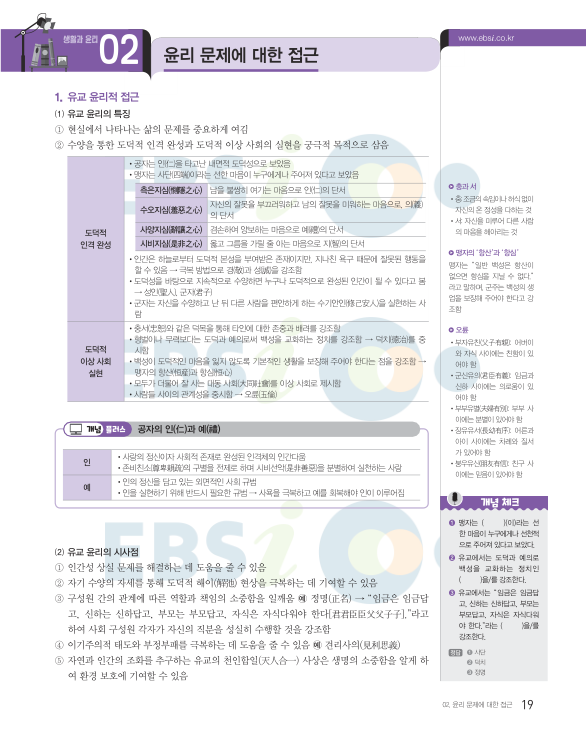 생활과 윤리
02
윤리 문제에 대한 접근
www.ebsi.co.kr
1. 유교 윤리적 접근
(1) 유교 윤리의 특징
① 현실에서 나타나는 삶의 문제를 중요하게 여김
② 수양을 통한 도덕적 인격 완성과 도덕적 이상 사회의 실현을 궁극적 목적으로 삼음
도덕적
인격 완성
• 공자는 인(仁)을 타고난 내면적 도덕성으로 보았음
• 맹자는 사단(四端)이라는 선한 마음이 누구에게나 주어져 있다고 보았음
측은지심(惻隱之心) 남을 불쌍히 여기는 마음으로 인(仁)의 단서
수오지심(羞惡之心) 자신의 잘못을 부끄러워하고 남의 잘못을 미워하는 마음으로, 의(義)
의 단서
사양지심(辭讓之心) 겸손하여 양보하는 마음으로 예(禮)의 단서
시비지심(是非之心) 옳고 그름을 가릴 줄 아는 마음으로 지(智)의 단서
• 인간은 하늘로부터 도덕적 본성을 부여받은 존재이지만, 지나친 욕구 때문에 잘못된 행동을
할 수 있음 → 극복 방법으로 경(敬)과 성(誠)을 강조함
• 도덕성을 바탕으로 지속적으로 수양하면 누구나 도덕적으로 완성된 인간이 될 수 있다고 봄
→ 성인(聖人), 군자(君子)
• 군자는 자신을 수양하고 난 뒤 다른 사람을 편안하게 하는 수기안인(修己安人)을 실현하는 사
람
도덕적
이상 사회
실현
• 충서(忠恕)와 같은 덕목을 통해 타인에 대한 존중과 배려를 강조함
• 형벌이나 무력보다는 도덕과 예의로써 백성을 교화하는 정치를 강조함 → 덕치(德治)를 중
시함
• 백성이 도덕적인 마음을 잃지 않도록 기본적인 생활을 보장해 주어야 한다는 점을 강조함 →
맹자의 항산(恒産)과 항심(恒心)
• 모두가 더불어 잘 사는 대동 사회(大同社會)를 이상 사회로 제시함
• 사람들 사이의 관계성을 중시함 → 오륜(五倫)
개념 플러스 공자의 인(仁)과 예(禮)
인
• 사랑의 정신이자 사회적 존재로 완성된 인격체의 인간다움
• 존비친소(尊卑親疏)의 구별을 전제로 하며 시비선악(是非善惡)을 분별하며 실천하는 사랑
예
• 인의 정신을 담고 있는 외면적인 사회 규범
• 인을 실현하기 위해 반드시 필요한 규범 → 사욕을 극복하고 예를 회복해야 인이 이루어짐
(2) 유교 윤리의 시사점
① 인간성 상실 문제를 해결하는 데 도움을 줄 수 있음
② 자기 수양의 자세를 통해 도덕적 해이(解弛) 현상을 극복하는 데 기여할 수 있음
③ 구성원 간의 관계에 따른 역할과 책임의 소중함을 일깨움 예 정명(正名) → “임금은 임금답
고, 신하는 신하답고, 부모는 부모답고, 자식은 자식다워야 한다[君君臣臣父父子子].”라고
하여 사회 구성원 각자가 자신의 직분을 성실히 수행할 것을 강조함
④ 이기주의적 태도와 부정부패를 극복하는 데 도움을 줄 수 있음 예 견리사의(見利思義)
⑤ 자연과 인간의 조화를 추구하는 유교의 천인합일(天人合一) 사상은 생명의 소중함을 알게 하
여 환경 보호에 기여할 수 있음
충과 서
• 충: 조금의 속임이나 허식 없이
자신의 온 정성을 다하는 것
• 서: 자신을 미루어 다른 사람
의 마음을 헤아리는 것
맹자의 ‘항산’과 ‘항심’
맹자는 “일반 백성은 항산이
없으면 항심을 지닐 수 없다.”
라고 말하며, 군주는 백성의 생
업을 보장해 주어야 한다고 강
조함
오륜
• 부자유친(父子有親): 어버이
와 자식 사이에는 친함이 있
어야 함
• 군신유의(君臣有義): 임금과
신하 사이에는 의로움이 있
어야 함
• 부부유별(夫婦有別): 부부 사
이에는 분별이 있어야 함
• 장유유서(長幼有序): 어른과
아이 사이에는 차례와 질서
가 있어야 함
• 붕우유신(朋友有信): 친구 사
이에는 믿음이 있어야 함
개념 체크
1 맹자는 ( )(이)라는 선
한 마음이 누구에게나 선천적
으로 주어져 있다고 보았다.
2 유교에서는 도덕과 예의로
백성을 교화하는 정치인
( )을/를 강조한다.
3 유교에서는 “임금은 임금답
고, 신하는 신하답고, 부모는
부모답고, 자식은 자식다워
야 한다.”라는 ( )을/를
강조한다.
정답 1 사단
2 덕치
3 정명
02. 윤리 문제에 대한 접근 19
EBSi
EBSi